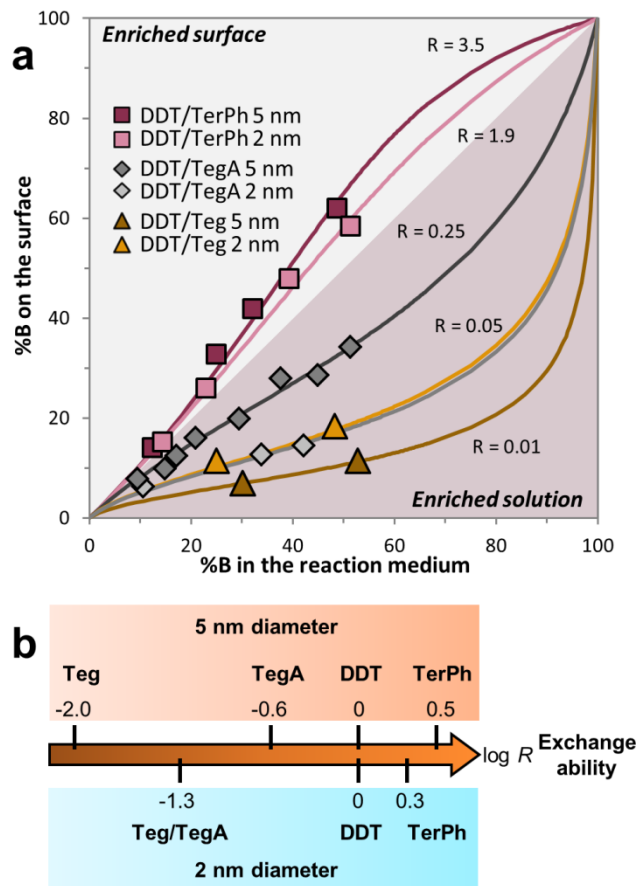 a
Enriched surface
R = 3.5
R = 1.9
R = 0.25
R = 0.05
R = 0.01
Enriched solution
DDT/TerPh 5 nm
DDT/TerPh 2 nm
DDT/TegA 5 nm
DDT/TegA 2 nm
DDT/Teg 5 nm
DDT/Teg 2 nm
%B on the surface
100
80
60
40
20
0
0 20 40 60 80 100
%B in the reaction medium
b
5 nm diameter
Teg TegA DDT TerPh
-2.0 -0.6 0 0.5
log R Exchange ability
-1.3 0 0.3
Teg/TegA DDT TerPh
2 nm diameter